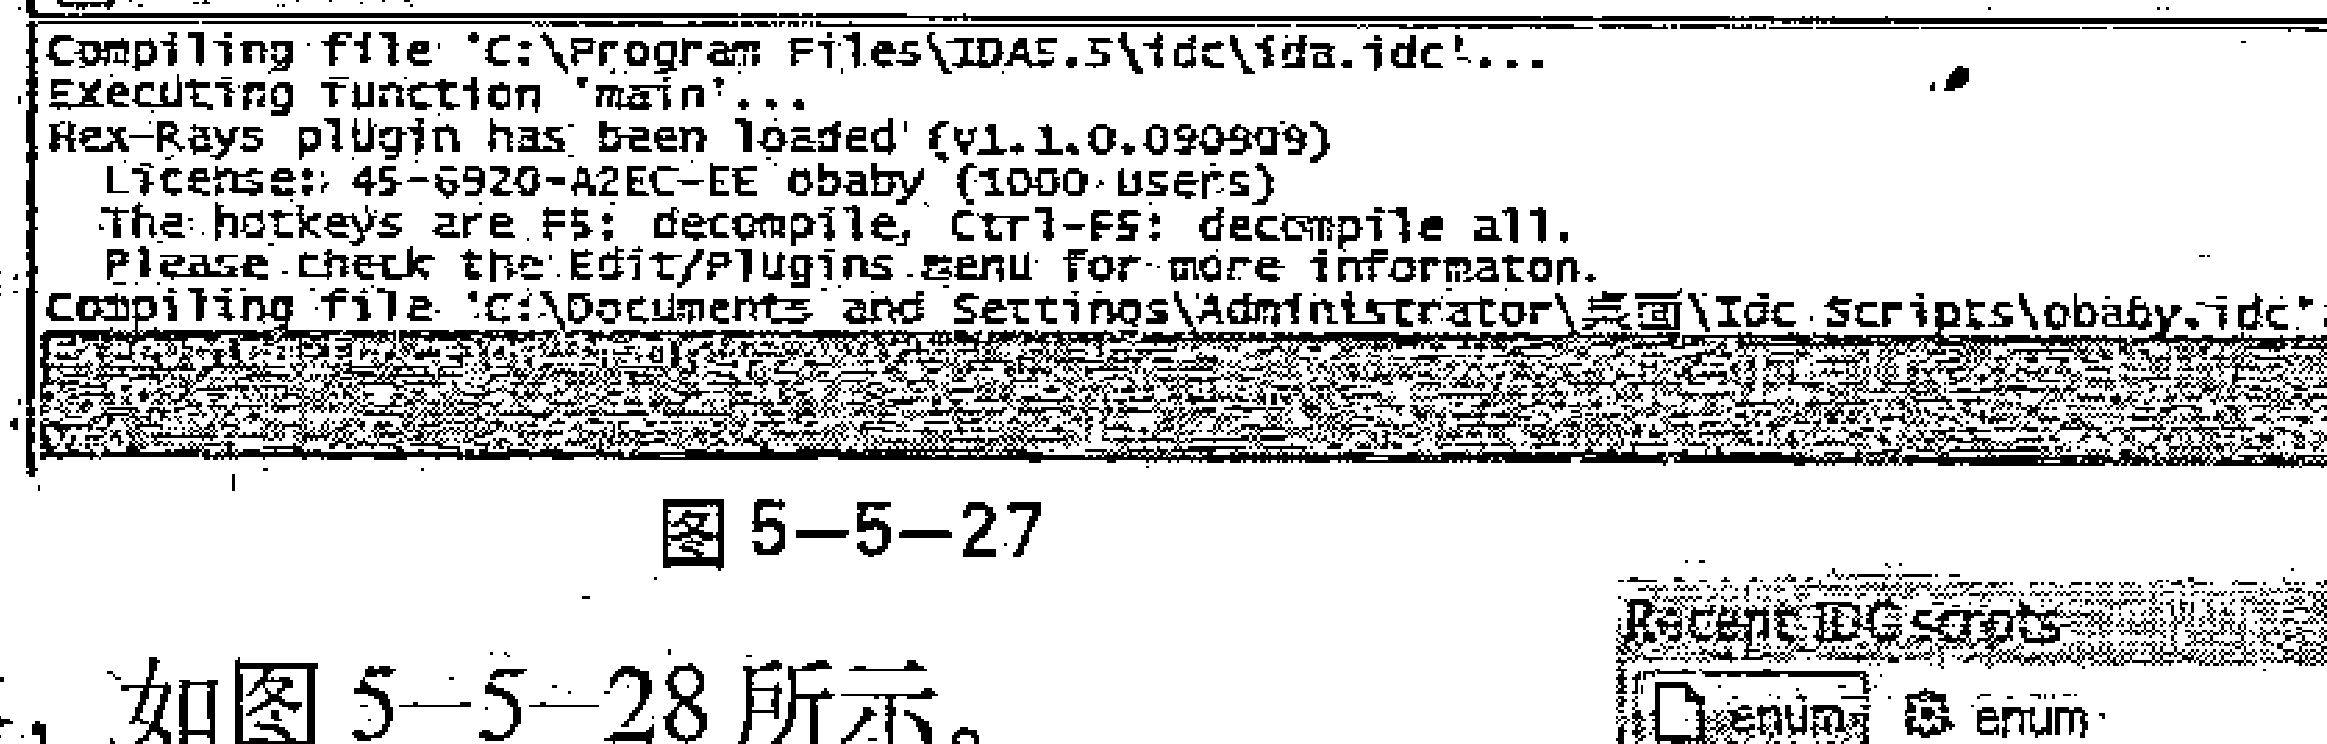 Compiling file 'C:\Program Files\IDA5.5\idc\ida.idc'...
Executing function 'main'...
Hex-Rays plugin has been loaded (v1.1.0.090909)
License: 45-6920-A2EC-EE obaby (1000 users)
The hotkeys are F5: decompile, Ctrl-F5: decompile all.
Please check the Edit/Plugins menu for more informaton.
Compiling file 'C:\Documents and Settings\Administrator\桌面\Idc Scripts\obaby.idc'
图 5-5-27
Recent IDC scripts
，如图 5-5-28 所示。
enum enum